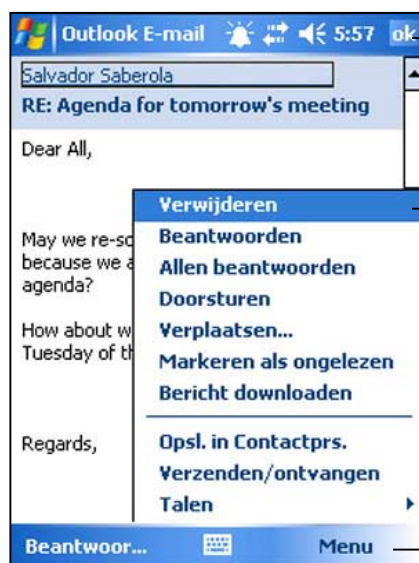 Outlook E-mail 5:57 ok
Salvador Saberola
RE: Agenda for tomorrow's meeting
Dear All,
May we re-sc
because we a
agenda?
How about w
Tuesday of th
Regards,
Verwijderen
Beantwoorden
Allen beantwoorden
Doorsturen
Verplaatsen...
Markeren als ongelezen
Bericht downloaden
Opsl. in Contactprs.
Verzenden/ontvangen
Talen
Beantwoor... Menu